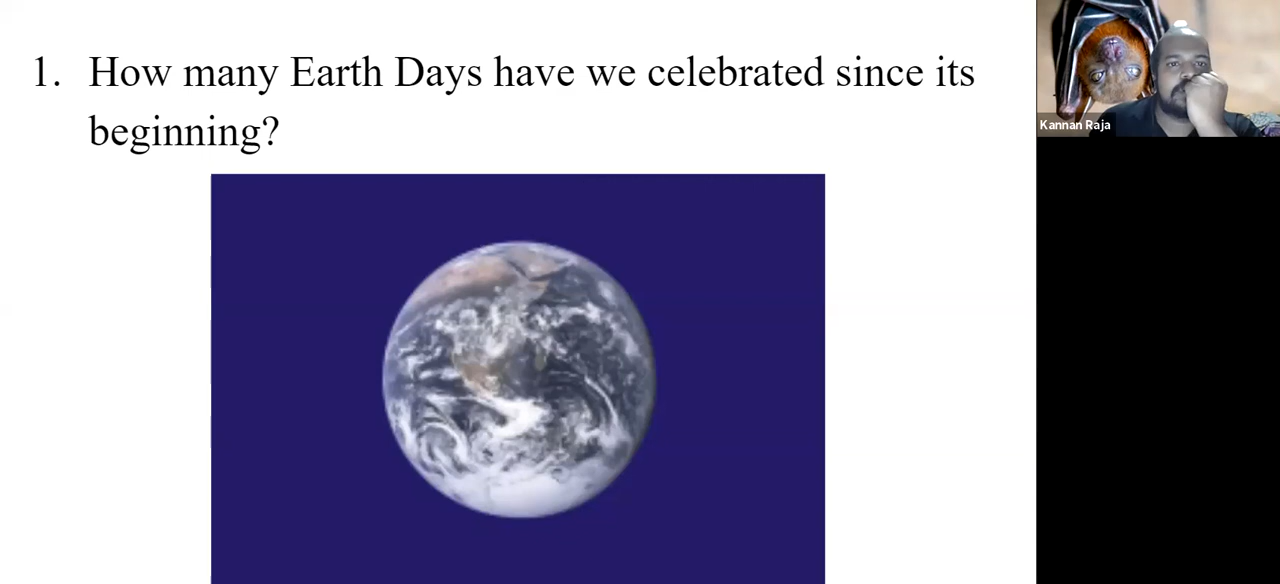 1. How many Earth Days have we celebrated since its
beginning?
Kannan Raja